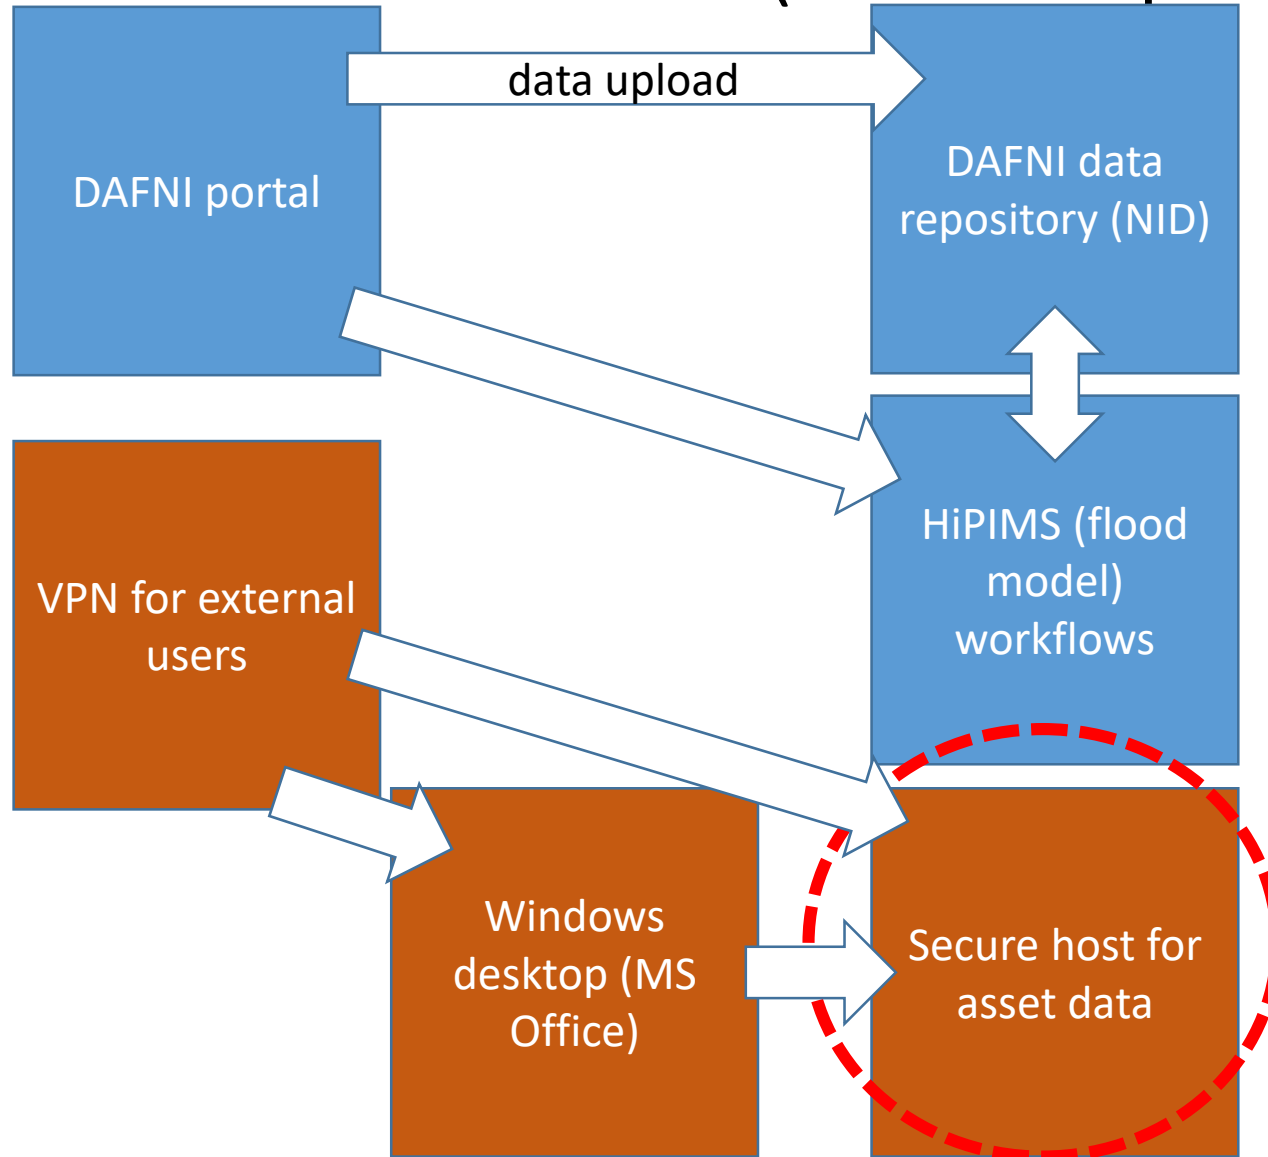 data upload
DAFNI portal
DAFNI data
repository (NID)
HiPIMS (flood
model)
workflows
VPN for external
users
Windows
desktop (MS
Office)
Secure host for
asset data